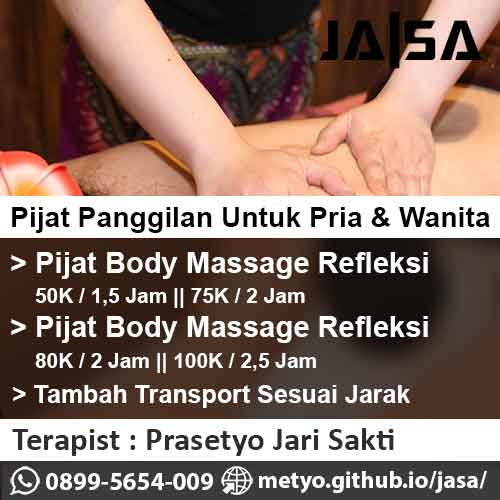 JA|SA
Pijat Panggilan Untuk Pria & Wanita
> Pijat Body Massage Refleksi
50K / 1,5 Jam || 75K / 2 Jam
> Pijat Body Massage Refleksi
80K / 2 Jam || 100K / 2,5 Jam
> Tambah Transport Sesuai Jarak
Terapist : Prasetyo Jari Sakti
0899-5654-009 metyo.github.io/jasa/